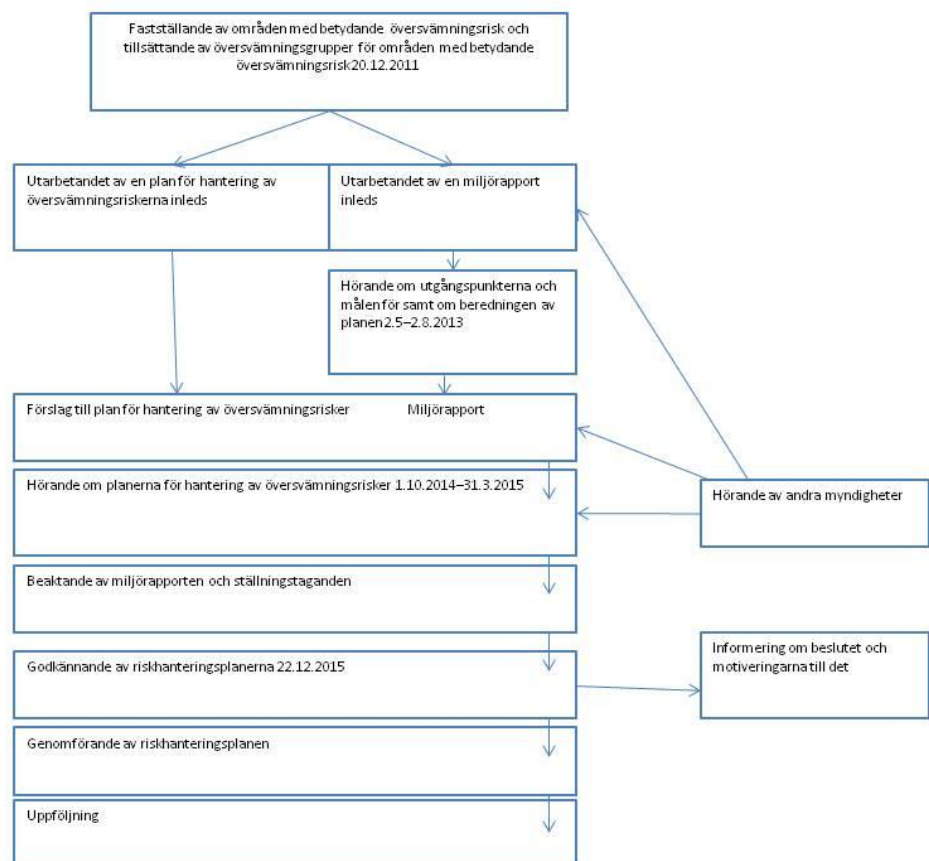 Fastställande av områden med betydande översvämningsrisk och
tillsättande av översvämningsgrupper för områden med betydande
översvämningsrisk20.12.2011
Utarbetandet av en plan för hantering av
översvämningsriskerna inleds
Utarbetandet av en miljörapport
inleds
Hörande om utgångspunkterna och
målen för samt om beredningen av
planen2.5–2.8.2013
Förslag till plan för hantering av översvämningsrisker Miljörapport
Hörande om planerna för hantering av översvämningsrisker 1.10.2014–31.3.2015
Hörande av andra myndigheter
Beaktande av miljörapporten och ställningstaganden
Godkännande av riskhanteringsplanerna 22.12.2015
Informering om beslutet och
motiveringarna till det
Genomförande av riskhanteringsplanen
Uppföljning